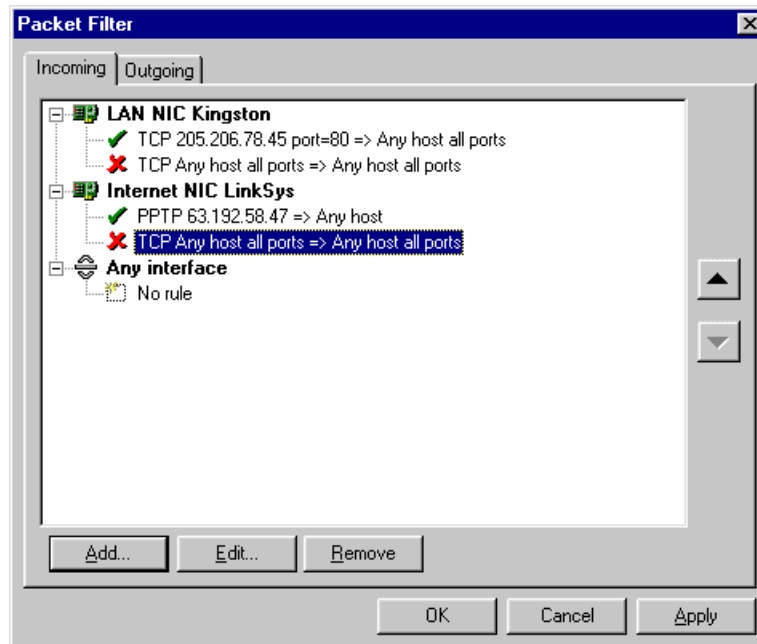 Packet Filter
Incoming
Outgoing
LAN NIC Kingston
TCP 205.206.78.45 port=80 => Any host all ports
TCP Any host all ports => Any host all ports
Internet NIC LinkSys
PPTP 63.192.58.47 => Any host
TCP Any host all ports => Any host all ports
Any interface
No rule
Add...
Edit...
Remove
OK
Cancel
Apply